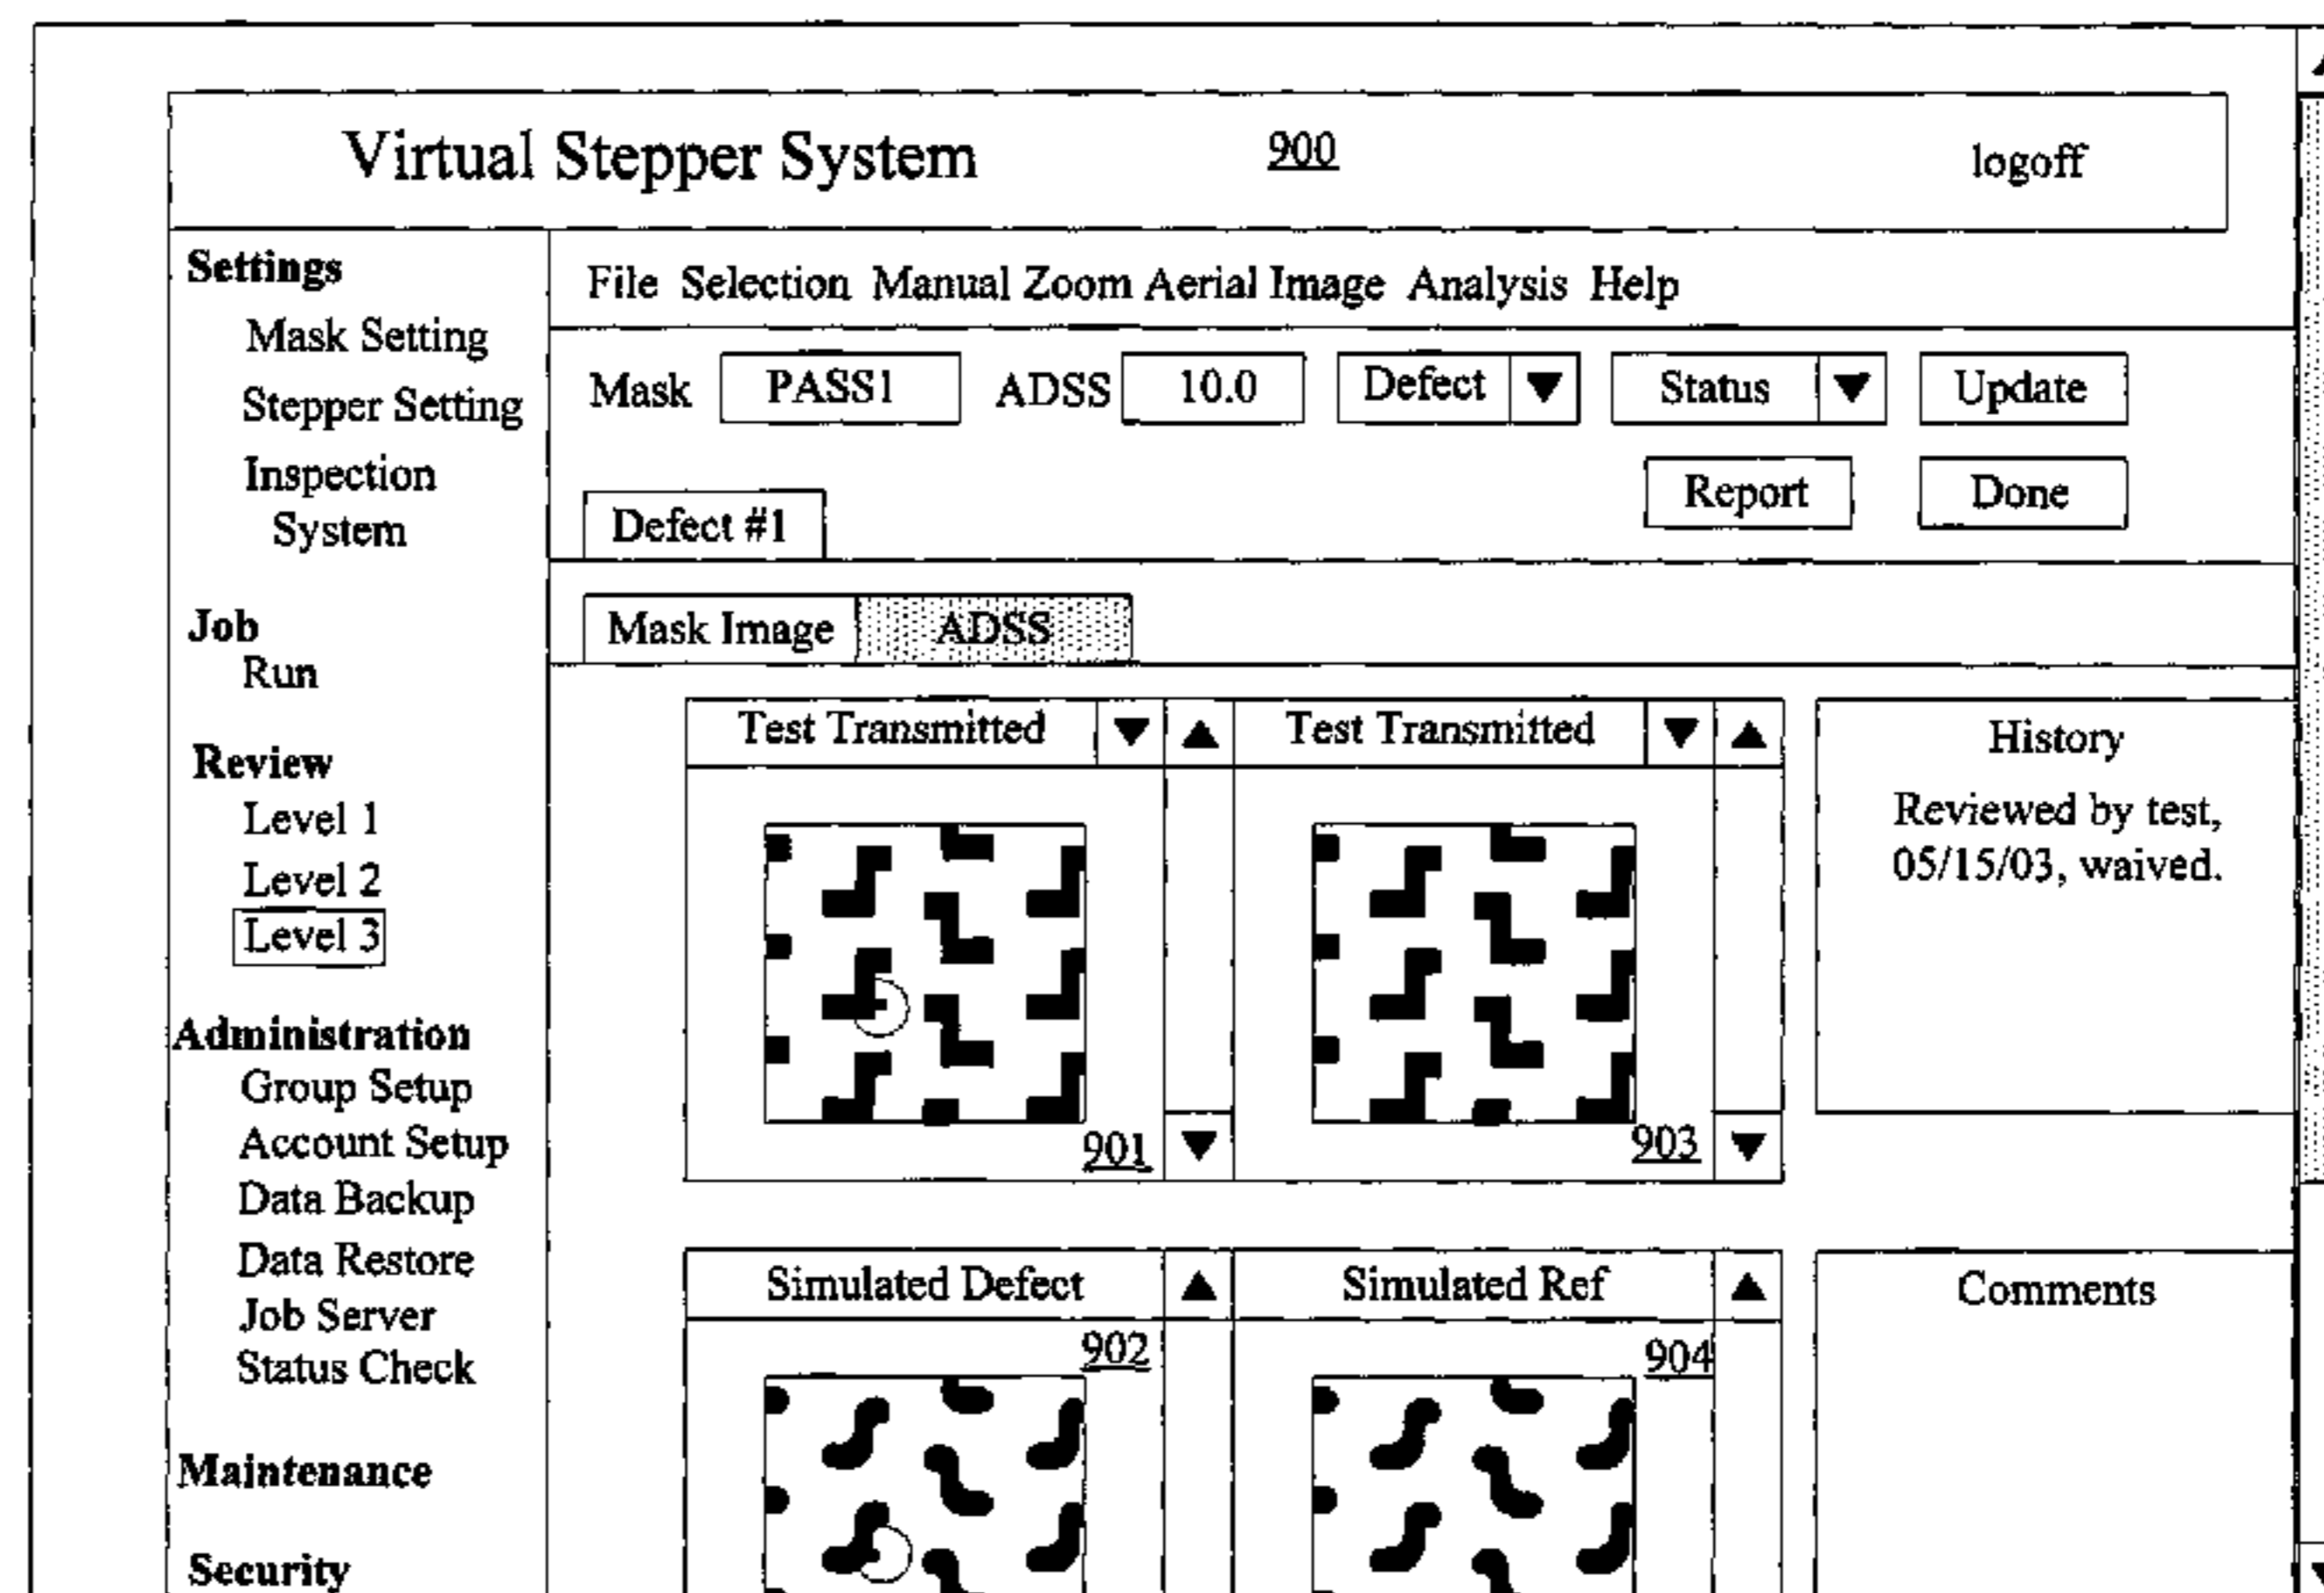 Virtual Stepper System 900 logoff
Settings
Mask Setting
Stepper Setting
Inspection
System
Job
Run
Review
Level 1
Level 2
Level 3
Administration
Group Setup
Account Setup
Data Backup
Data Restore
Job Server
Status Check
Maintenance
Security
File Selection Manual Zoom Aerial Image Analysis Help
Mask PASS1 ADSS 10.0 Defect Status Update
Report Done
Defect #1
Mask Image ADSS
Test Transmitted Test Transmitted
901 903
History
Reviewed by test,
05/15/03, waived.
Simulated Defect Simulated Ref
902 904
Comments